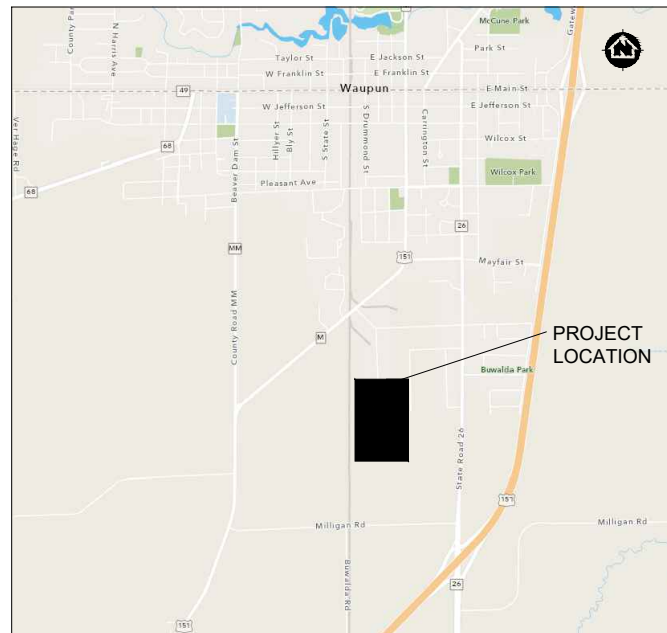 McCune Park
Gatew
County Pa
N Harris Ave
Park St
N
Taylor St
E Jackson St
W Franklin St
E Franklin St
Waupun
E Main St
49
W Jefferson St
E Jefferson St
Ver Hage Rd
Beaver Dam St
Hillyer St
Bly St
S State St
S Drummond St
Carrington St
Wilcox St
68
Wilcox Park
68
Pleasant Ave
26
MM
151
Mayfair St
County Road MM
M
PROJECT
LOCATION
Buwalda Park
State Road 26
151
Milligan Rd
Milligan Rd
Buwalda Rd
26
151